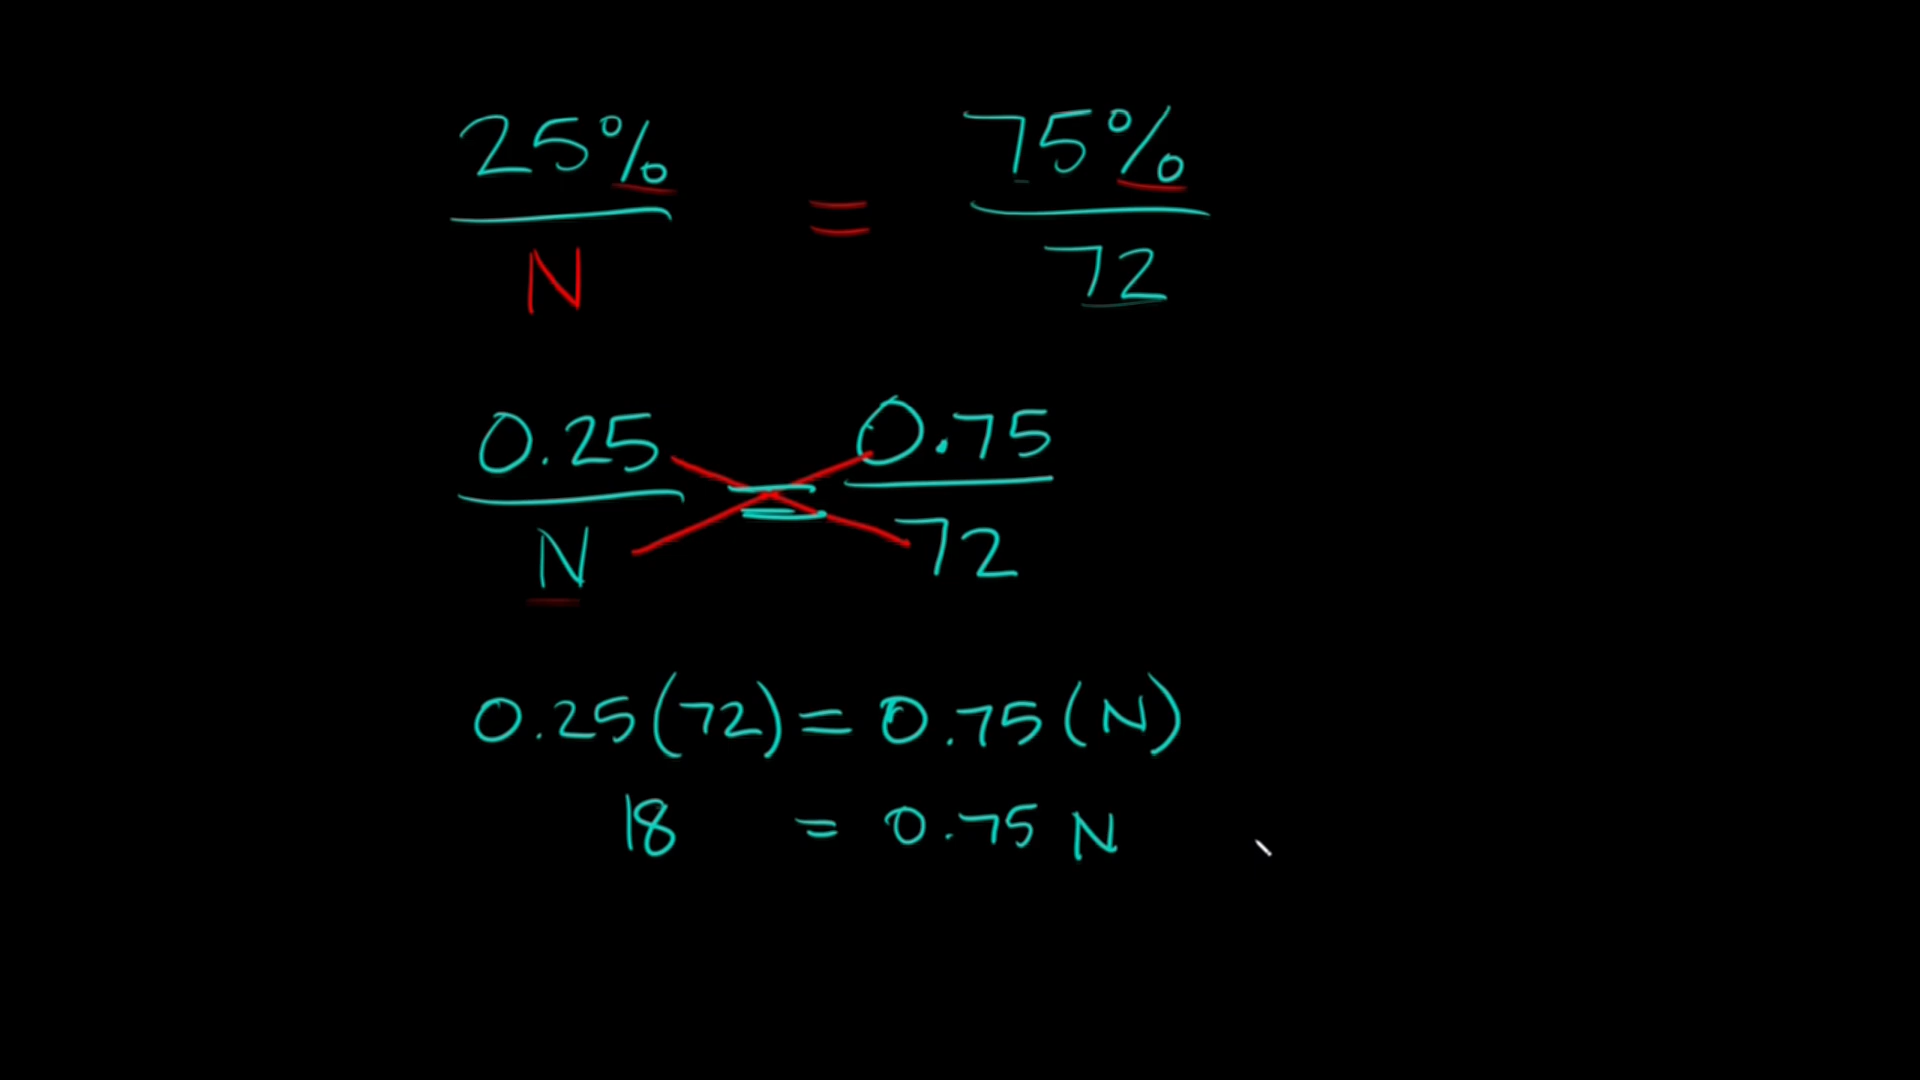 25% = 75%
N 72
0.25 = 0.75
N 72
0.25(72) = 0.75(N)
18 = 0.75 N